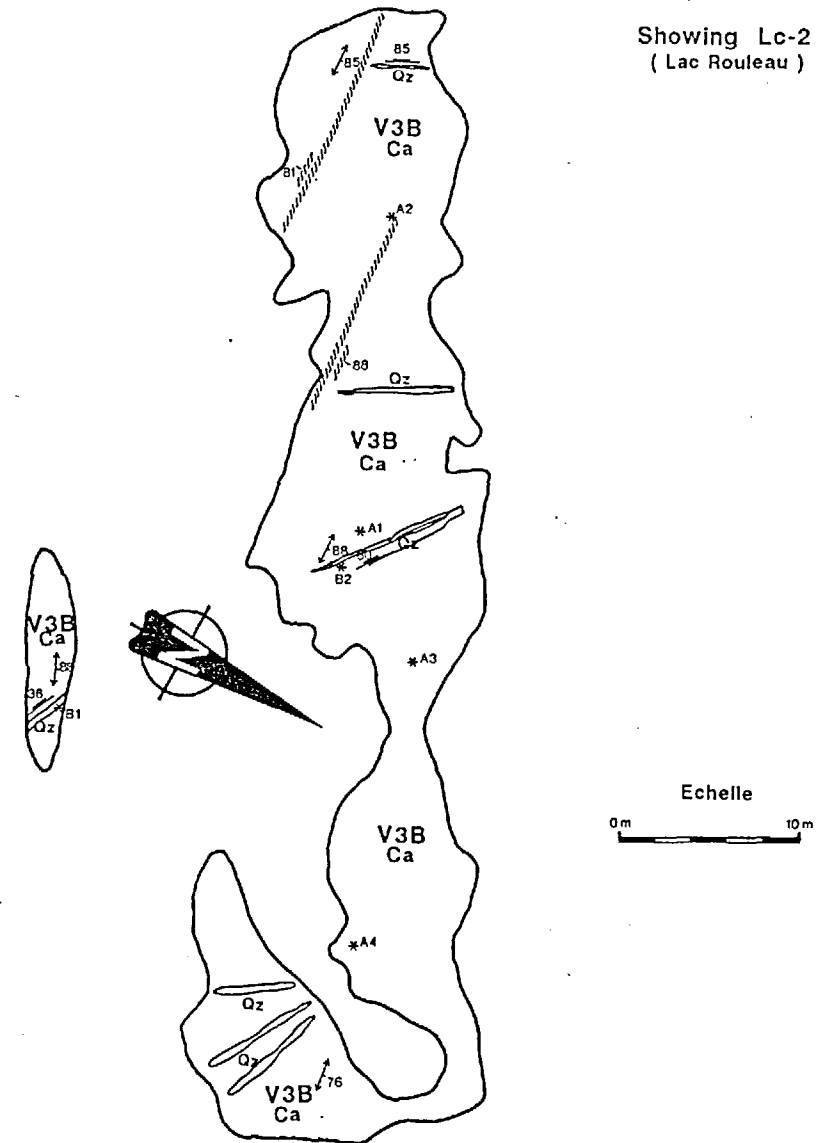 Showing Lc-2
( Lac Rouleau )
85
85
Qz
V3B
Ca
81
*A2
88
Qz
V3B
Ca
*A1
88
80
Qz
*B2
V3B
Ca
*A3
36
Qz
*B1
Echelle
0 m
10 m
V3B
Ca
*A4
Qz
Qz
76
V3B
Ca